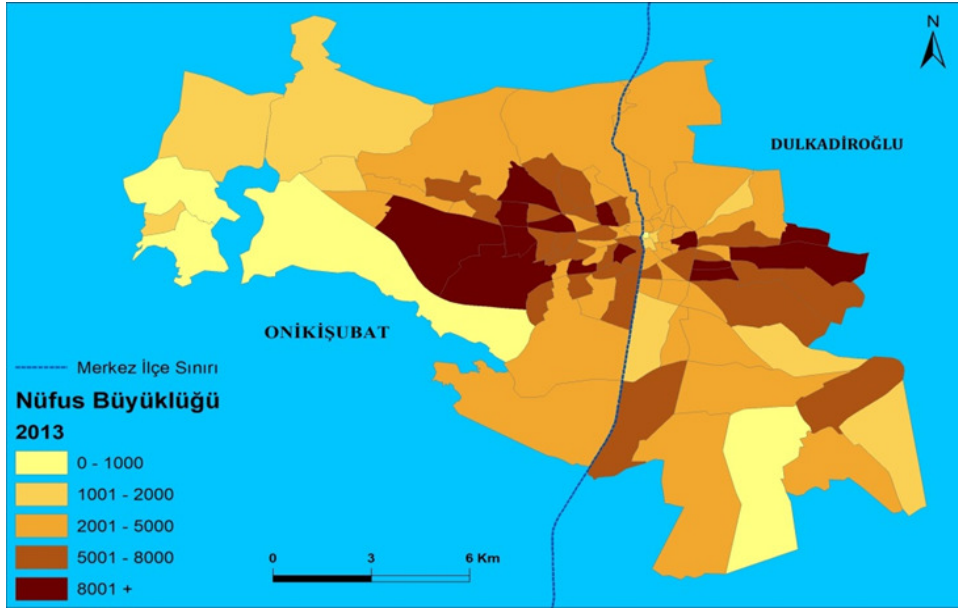 N
DULKADİROĞLU
ONİKİŞUBAT
Merkez İlçe Sınırı
Nüfus Büyüklüğü
2013
0 - 1000
1001 - 2000
2001 - 5000
5001 - 8000
8001 +
0 3 6 Km